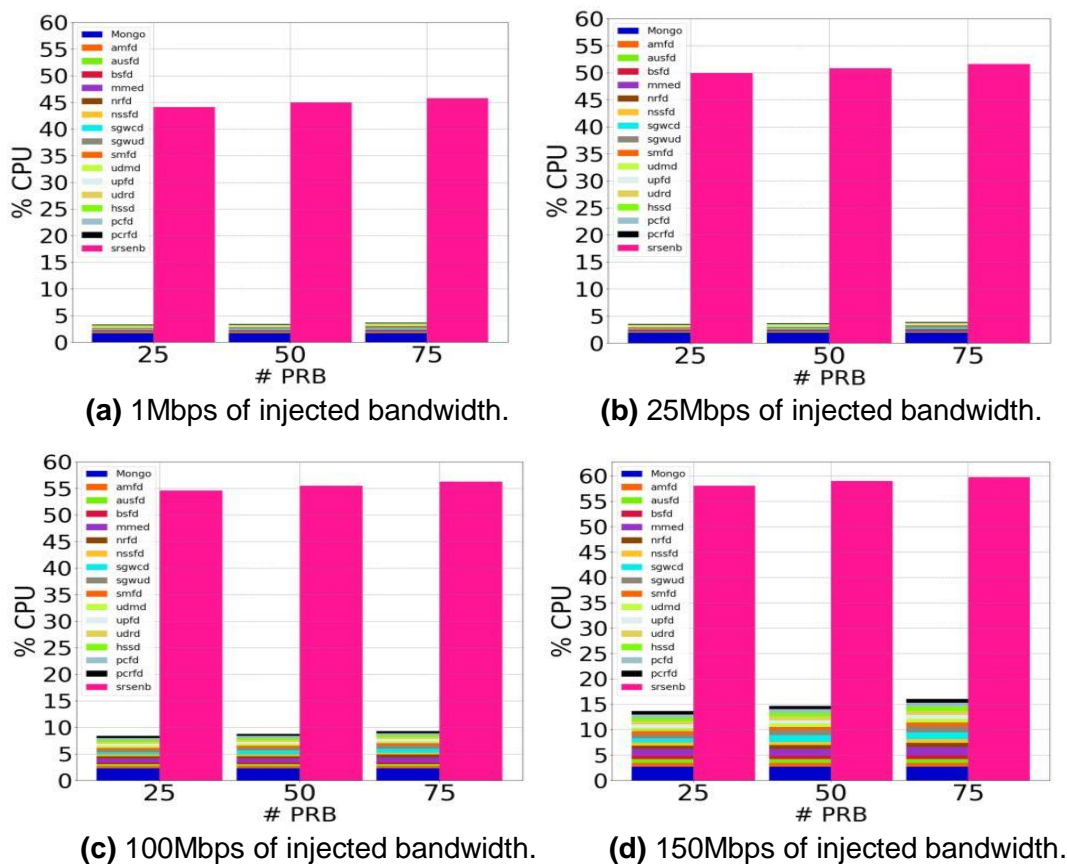 60
55
50
45
40
35
30
25
20
15
10
5
0
% CPU
Mongo
amfd
ausfd
bsfd
mmed
nrfd
nssfd
sgwcd
sgwud
smfd
udmd
upfd
udrd
hssd
pcfd
pcrfd
srsenb
25 50 75
# PRB
(a) 1Mbps of injected bandwidth.
60
55
50
45
40
35
30
25
20
15
10
5
0
% CPU
Mongo
amfd
ausfd
bsfd
mmed
nrfd
nssfd
sgwcd
sgwud
smfd
udmd
upfd
udrd
hssd
pcfd
pcrfd
srsenb
25 50 75
# PRB
(b) 25Mbps of injected bandwidth.
60
55
50
45
40
35
30
25
20
15
10
5
0
% CPU
Mongo
amfd
ausfd
bsfd
mmed
nrfd
nssfd
sgwcd
sgwud
smfd
udmd
upfd
udrd
hssd
pcfd
pcrfd
srsenb
25 50 75
# PRB
(c) 100Mbps of injected bandwidth.
60
55
50
45
40
35
30
25
20
15
10
5
0
% CPU
Mongo
amfd
ausfd
bsfd
mmed
nrfd
nssfd
sgwcd
sgwud
smfd
udmd
upfd
udrd
hssd
pcfd
pcrfd
srsenb
25 50 75
# PRB
(d) 150Mbps of injected bandwidth.